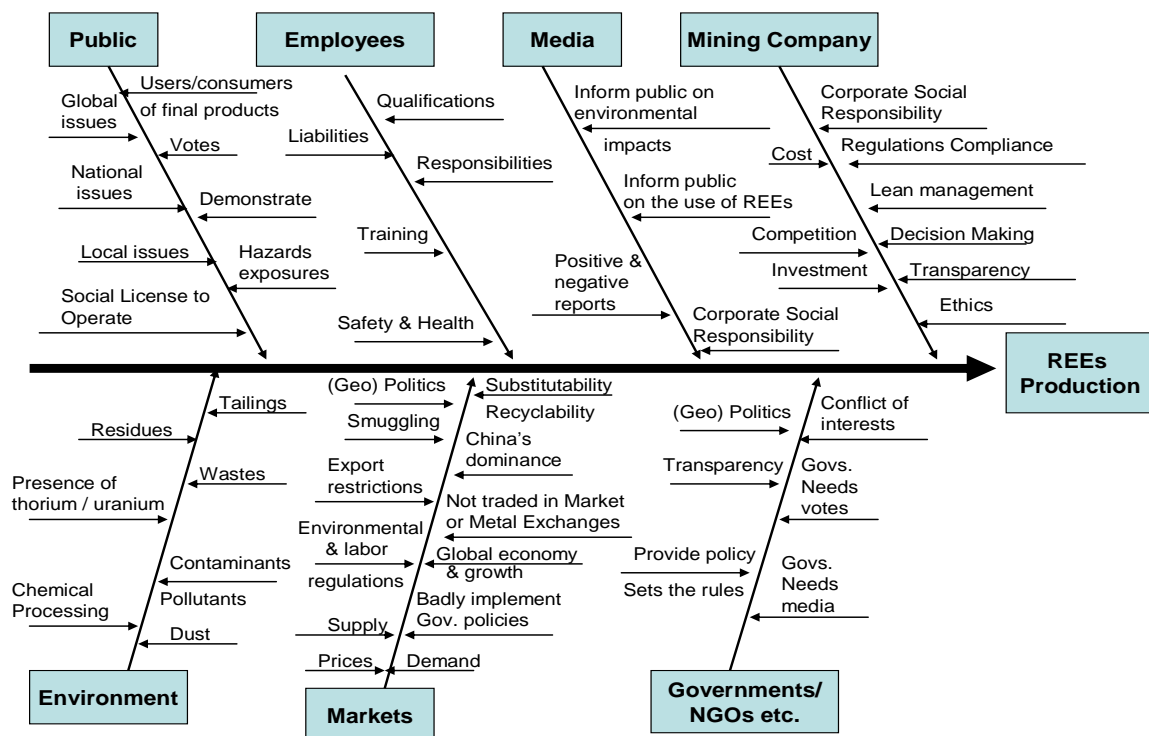 Public
Employees
Media
Mining Company
Users/consumers
of final products
Global
issues
Votes
National
issues
Demonstrate
Local issues
Hazards
exposures
Social License to
Operate
Qualifications
Liabilities
Responsibilities
Training
Safety & Health
Inform public on
environmental
impacts
Inform public
on the use of REEs
Positive &
negative
reports
Corporate Social
Responsibility
Corporate Social
Responsibility
Cost
Regulations Compliance
Lean management
Competition
Decision Making
Investment
Transparency
Ethics
REEs
Production
Tailings
Residues
Wastes
Presence of
thorium / uranium
Contaminants
Pollutants
Chemical
Processing
Dust
Environment
(Geo) Politics
Substitutability
Recyclability
Smuggling
China's
dominance
Export
restrictions
Not traded in Market
or Metal Exchanges
Environmental
& labor
regulations
Global economy
& growth
Badly implement
Gov. policies
Supply
Prices
Demand
Markets
(Geo) Politics
Conflict of
interests
Transparency
Govs.
Needs
votes
Provide policy
Sets the rules
Govs.
Needs
media
Governments/
NGOs etc.